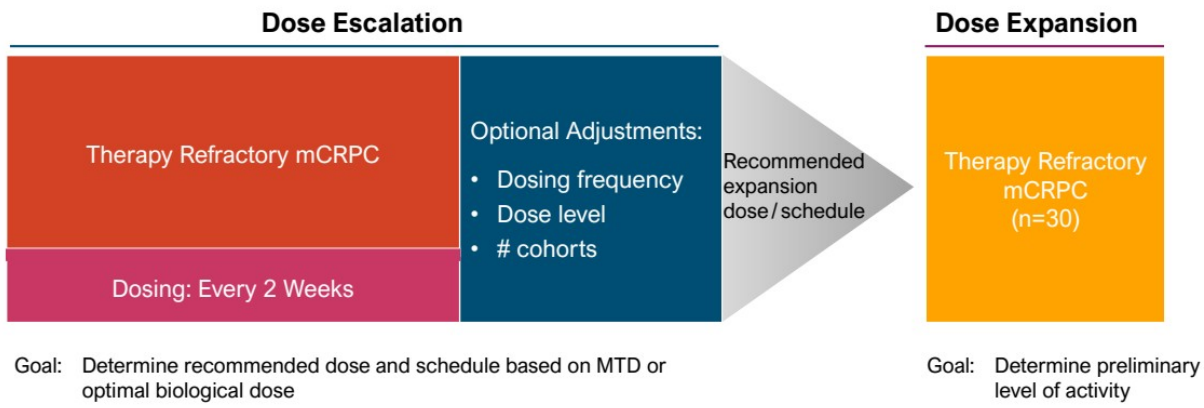 Dose Escalation
Dose Expansion
Therapy Refractory mCRPC
Dosing: Every 2 Weeks
Optional Adjustments:
• Dosing frequency
• Dose level
• # cohorts
Recommended
expansion
dose/schedule
Therapy Refractory
mCRPC
(n=30)
Goal: Determine recommended dose and schedule based on MTD or
optimal biological dose
Goal: Determine preliminary
level of activity